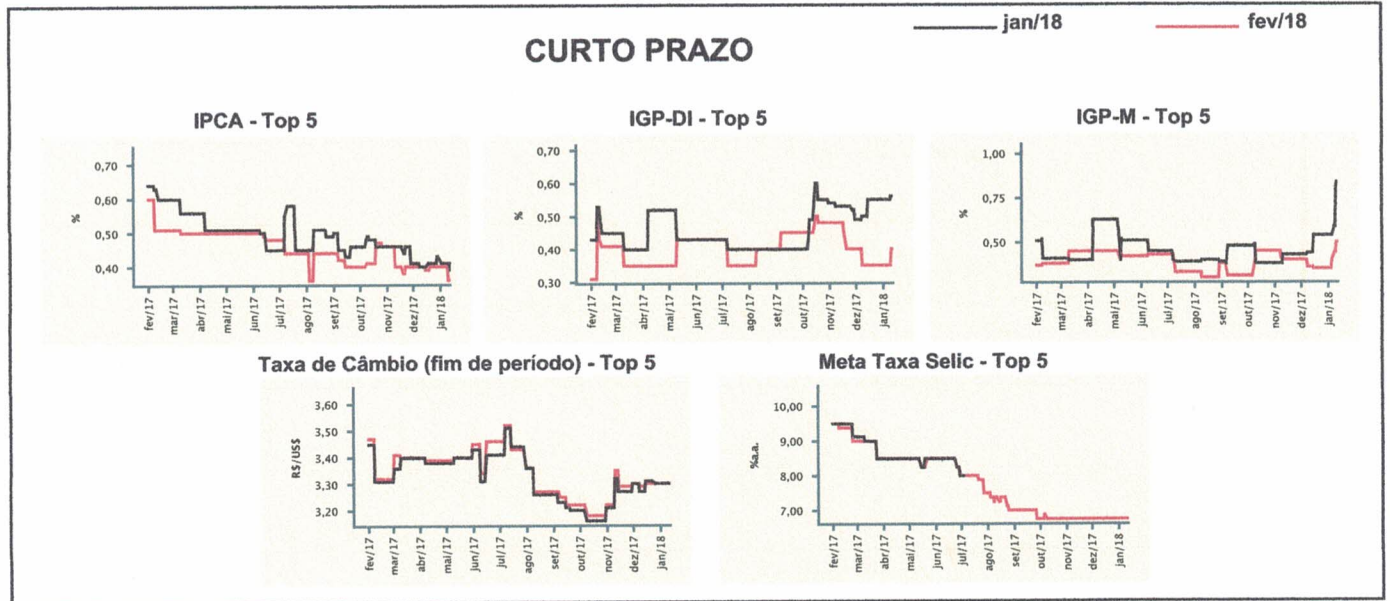 jan/18 fev/18
CURTO PRAZO
IPCA - Top 5
%
0,70
0,60
0,50
0,40
fev/17 mar/17 abr/17 mai/17 jun/17 jul/17 ago/17 set/17 out/17 nov/17 dez/17 jan/18
IGP-DI - Top 5
%
0,70
0,60
0,50
0,40
0,30
fev/17 mar/17 abr/17 mai/17 jun/17 jul/17 ago/17 set/17 out/17 nov/17 dez/17 jan/18
IGP-M - Top 5
%
1,00
0,75
0,50
fev/17 mar/17 abr/17 mai/17 jun/17 jul/17 ago/17 set/17 out/17 nov/17 dez/17 jan/18
Taxa de Câmbio (fim de período) - Top 5
R$/US$
3,60
3,50
3,40
3,30
3,20
fev/17 mar/17 abr/17 mai/17 jun/17 jul/17 ago/17 set/17 out/17 nov/17 dez/17 jan/18
Meta Taxa Selic - Top 5
%a.a.
10,00
9,00
8,00
7,00
fev/17 mar/17 abr/17 mai/17 jun/17 jul/17 ago/17 set/17 out/17 nov/17 dez/17 jan/18